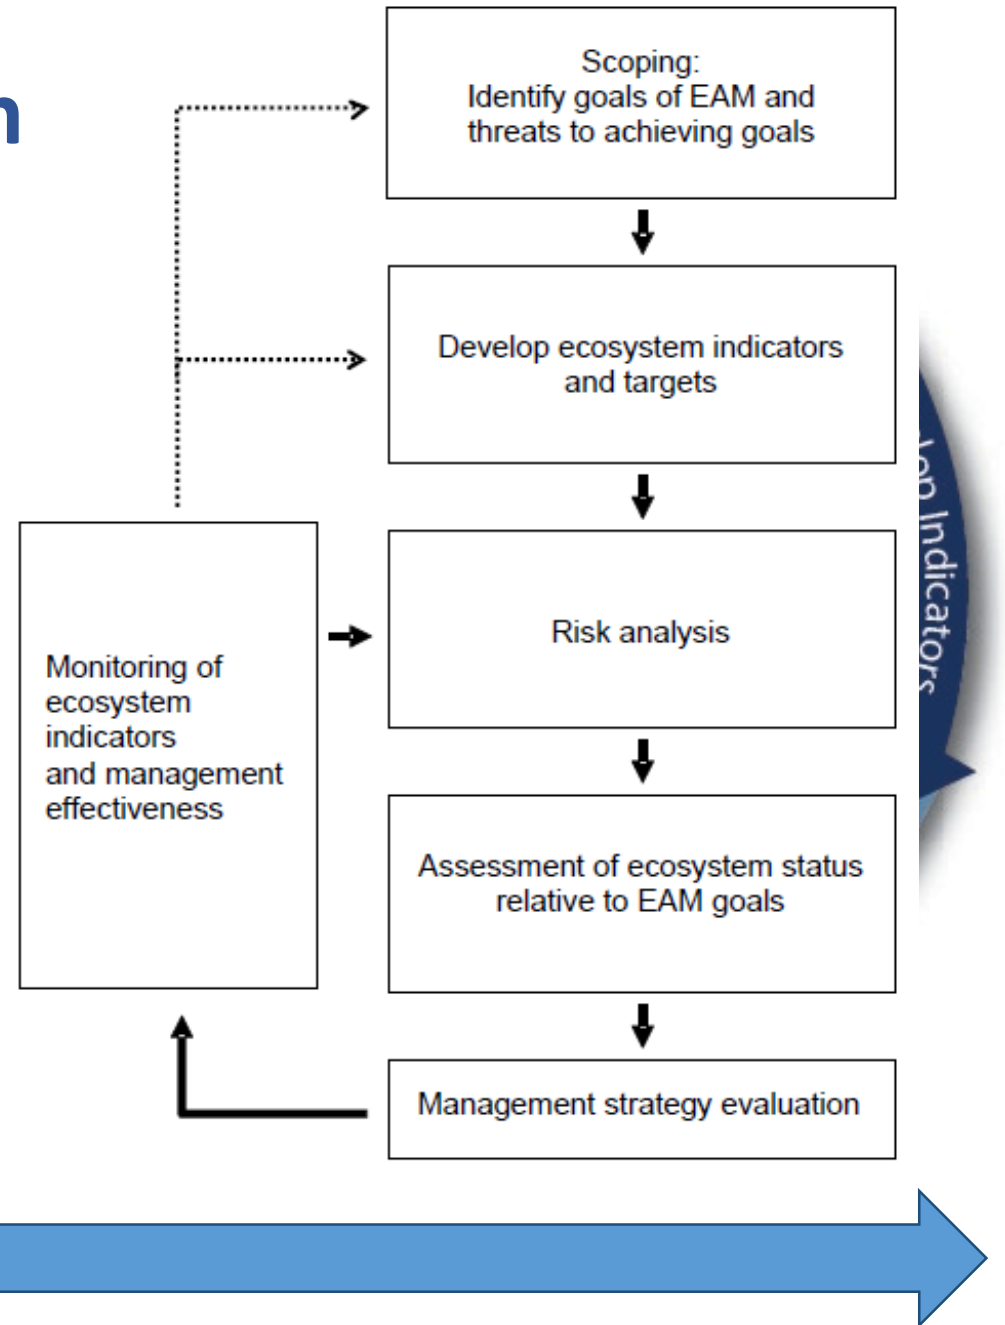 n
Scoping:
Identify goals of EAM and
threats to achieving goals
Develop ecosystem indicators
and targets
Indicators
Risk analysis
Monitoring of
ecosystem
indicators
and management
effectiveness
Assessment of ecosystem status
relative to EAM goals
Management strategy evaluation